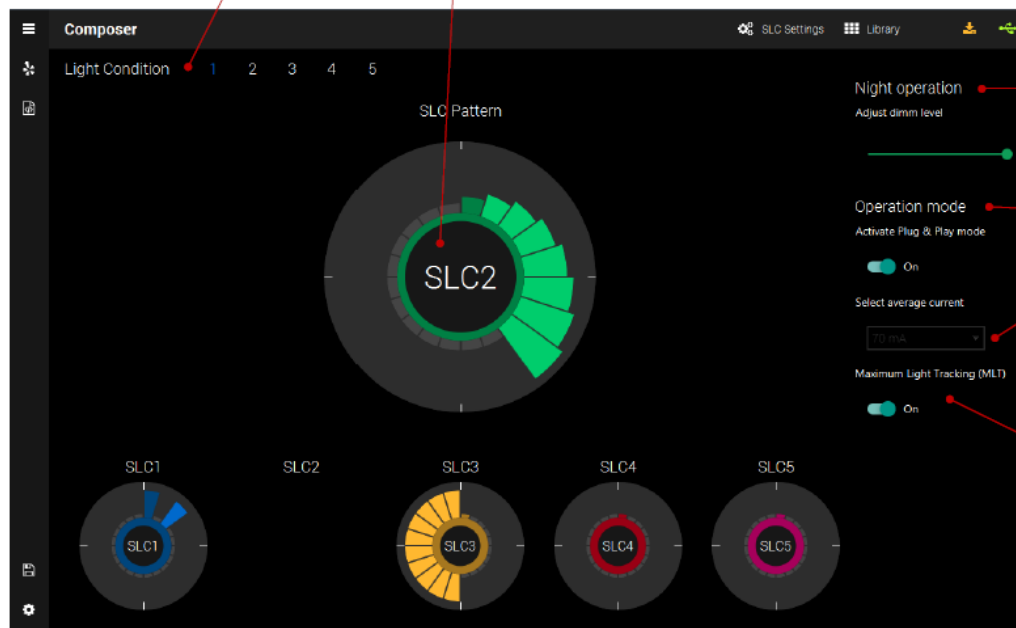 Composer
SLC Settings
Library
Light Condition 1 2 3 4 5
Night operation
Adjust dimm level
SLC Pattern
SLC2
Operation mode
Activate Plug & Play mode
On
Select average current
70 mA
Maximum Light Tracking (MLT)
On
SLC1 SLC2 SLC3 SLC4 SLC5
SLC1 SLC3 SLC4 SLC5